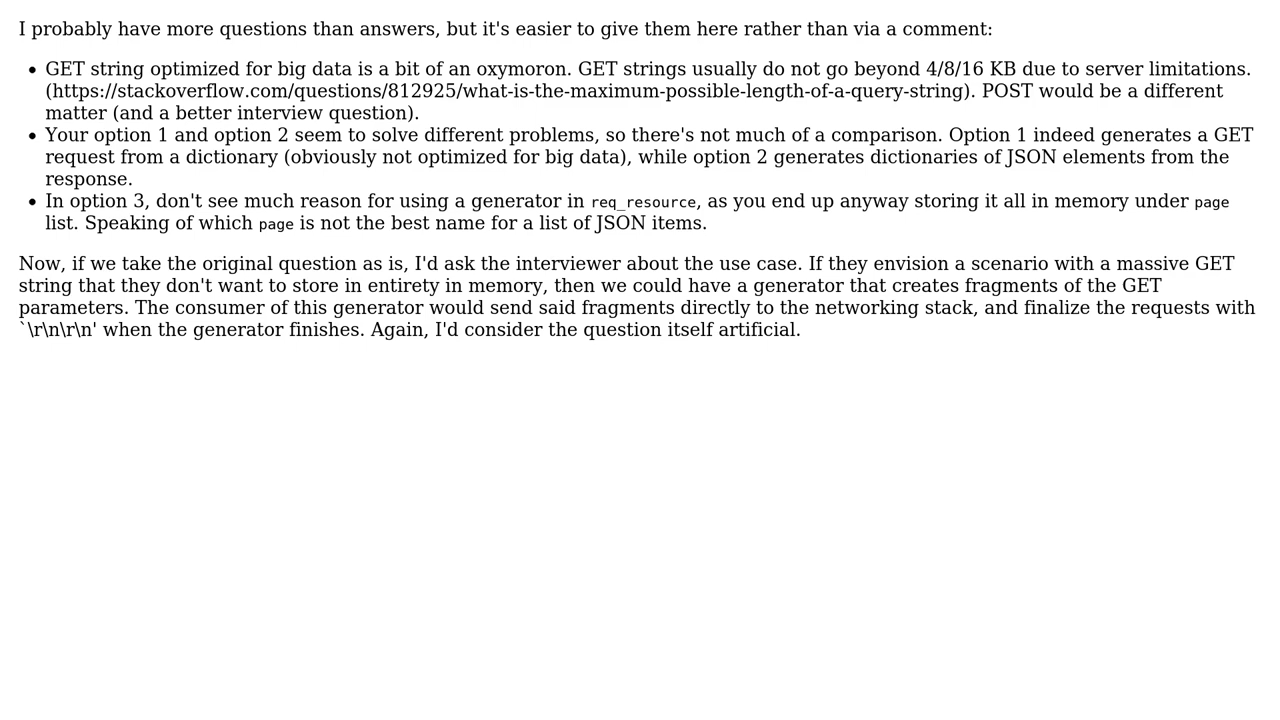 I probably have more questions than answers, but it's easier to give them here rather than via a comment:
• GET string optimized for big data is a bit of an oxymoron. GET strings usually do not go beyond 4/8/16 KB due to server limitations.
(https://stackoverflow.com/questions/812925/what-is-the-maximum-possible-length-of-a-query-string). POST would be a different
matter (and a better interview question).
• Your option 1 and option 2 seem to solve different problems, so there's not much of a comparison. Option 1 indeed generates a GET
request from a dictionary (obviously not optimized for big data), while option 2 generates dictionaries of JSON elements from the
response.
• In option 3, don't see much reason for using a generator in req_resource, as you end up anyway storing it all in memory under page
list. Speaking of which page is not the best name for a list of JSON items.
Now, if we take the original question as is, I'd ask the interviewer about the use case. If they envision a scenario with a massive GET
string that they don't want to store in entirety in memory, then we could have a generator that creates fragments of the GET
parameters. The consumer of this generator would send said fragments directly to the networking stack, and finalize the requests with
`\r\n\r\n' when the generator finishes. Again, I'd consider the question itself artificial.